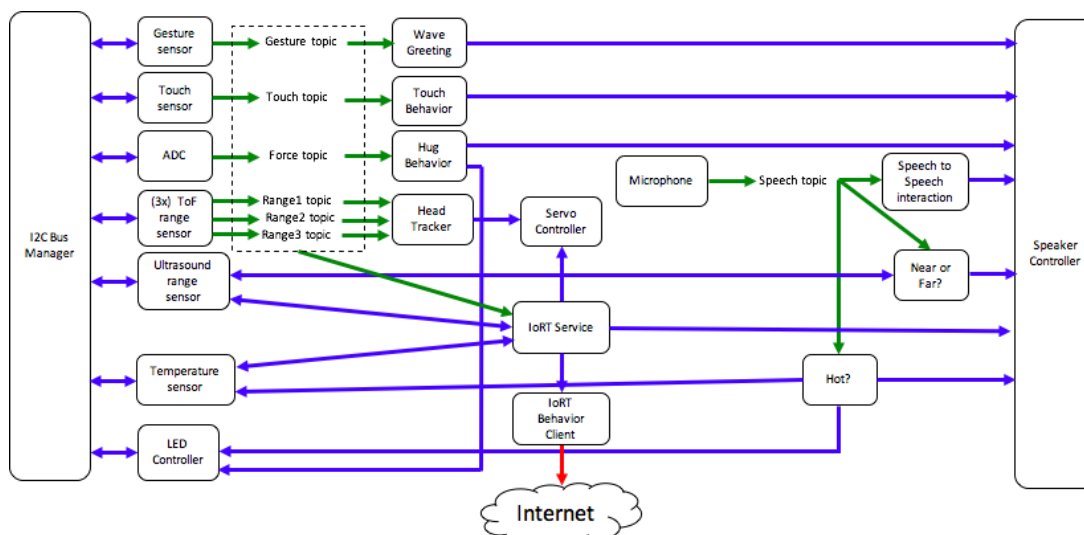 Gesture
sensor
Gesture topic
Wave
Greeting
Touch
sensor
Touch topic
Touch
Behavior
ADC
Force topic
Hug
Behavior
Microphone
Speech topic
Speech to
Speech
interaction
(3x) ToF
range
sensor
Range1 topic
Range2 topic
Range3 topic
Head
Tracker
Servo
Controller
I2C Bus
Manager
Speaker
Controller
Ultrasound
range
sensor
Near or
Far?
IoRT Service
Temperature
sensor
Hot?
IoRT
Behavior
Client
LED
Controller
Internet